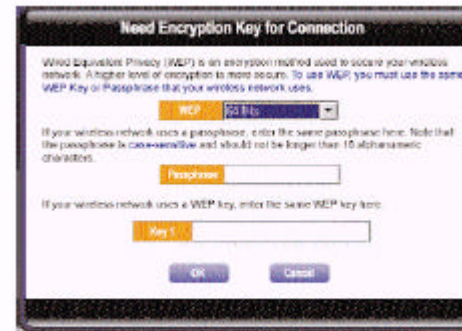 Need Encryption Key for Connection
Wired Equivalent Privacy (WEP) is an encryption method used to secure your wireless
network. A higher level of encryption is more secure. To use WEP, you must use the same
WEP Key or Passphrase that your wireless network uses.
WEP 64 Bits
If your wireless network uses a passphrase, enter the same passphrase here. Note that
the passphrase is case-sensitive and should not be longer than 16 alphanumeric
characters.
Passphrase
If your wireless network uses a WEP key, enter the same WEP key here.
Key 1
OK Cancel